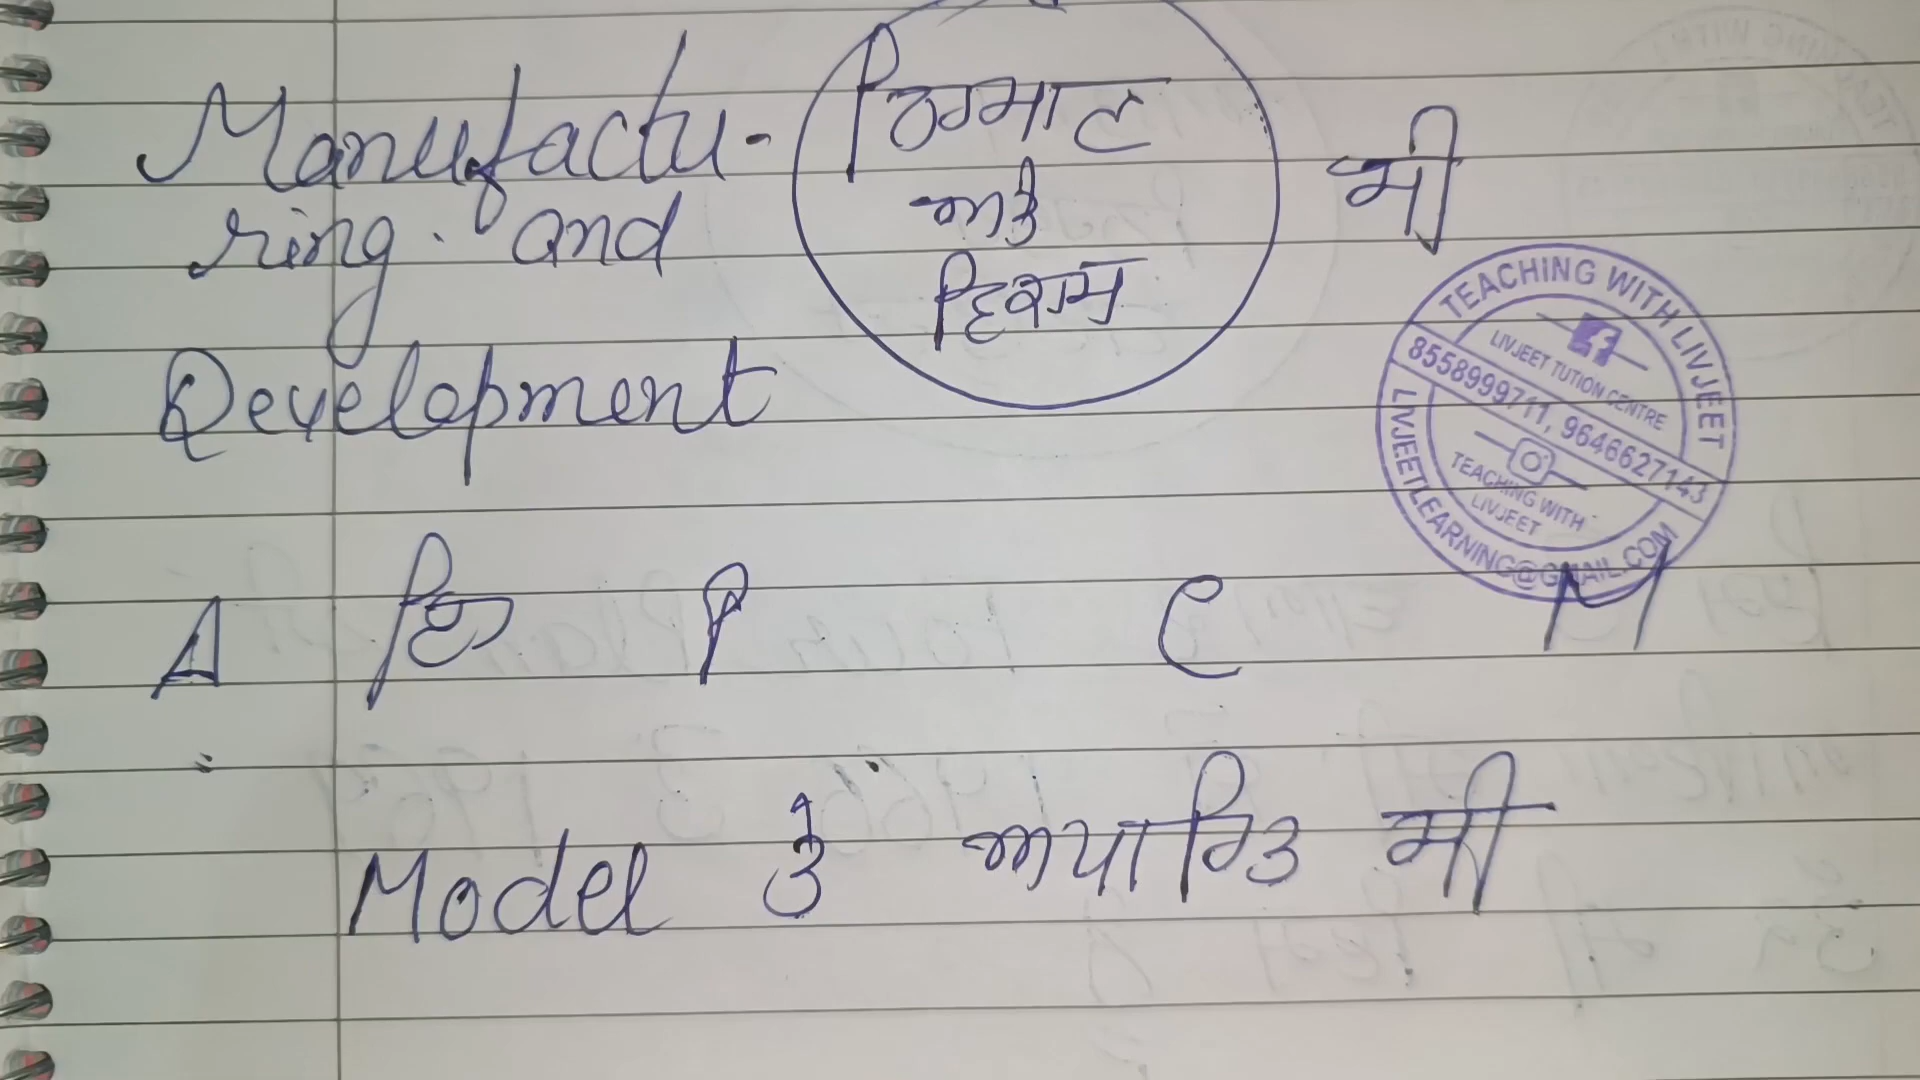 Manufactu-
ring and
Development
ਨਿਰਮਾਣ
ਅਤੇ
ਵਿਕਾਸ
ਸੀ
A ਤੇ P C M
Model ਤੇ ਅਧਾਰਿਤ ਸੀ
TEACHING WITH LIVJEET
LIVJEET TUTION CENTRE
8558999711, 9646627143
TEACHING WITH
LIVJEET
LIVJEETLEARNING@GMAIL.COM